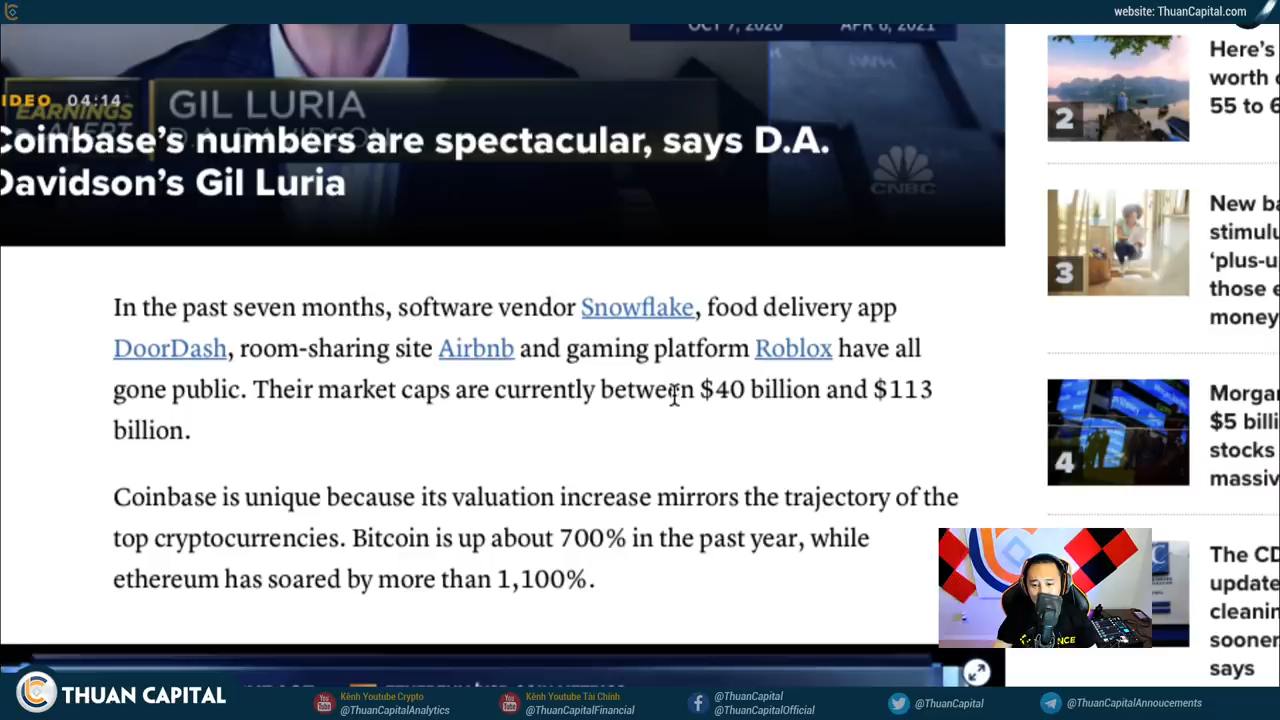 website: ThuanCapital.com
OCT 7, 2020
APR 6, 2021
IDEO 04:14
EARNINGS
ALERT
GIL LURIA
D.A. DAVIDSON
Coinbase's numbers are spectacular, says D.A.
Davidson's Gil Luria
CNBC
In the past seven months, software vendor Snowflake, food delivery app
DoorDash, room-sharing site Airbnb and gaming platform Roblox have all
gone public. Their market caps are currently between $40 billion and $113
billion.
Coinbase is unique because its valuation increase mirrors the trajectory of the
top cryptocurrencies. Bitcoin is up about 700% in the past year, while
ethereum has soared by more than 1,100%.
2
Here's
worth
55 to 6
3
New ba
stimulu
'plus-u
those e
money
4
Morgan
$5 billi
stocks
massiv
The CD
update
cleanin
sooner
says
THUAN CAPITAL
Kênh Youtube Crypto
@ThuanCapitalAnalytics
Kênh Youtube Tài Chính
@ThuanCapitalFinancial
@ThuanCapital
@ThuanCapitalOfficial
@ThuanCapital
@ThuanCapitalAnnoucements